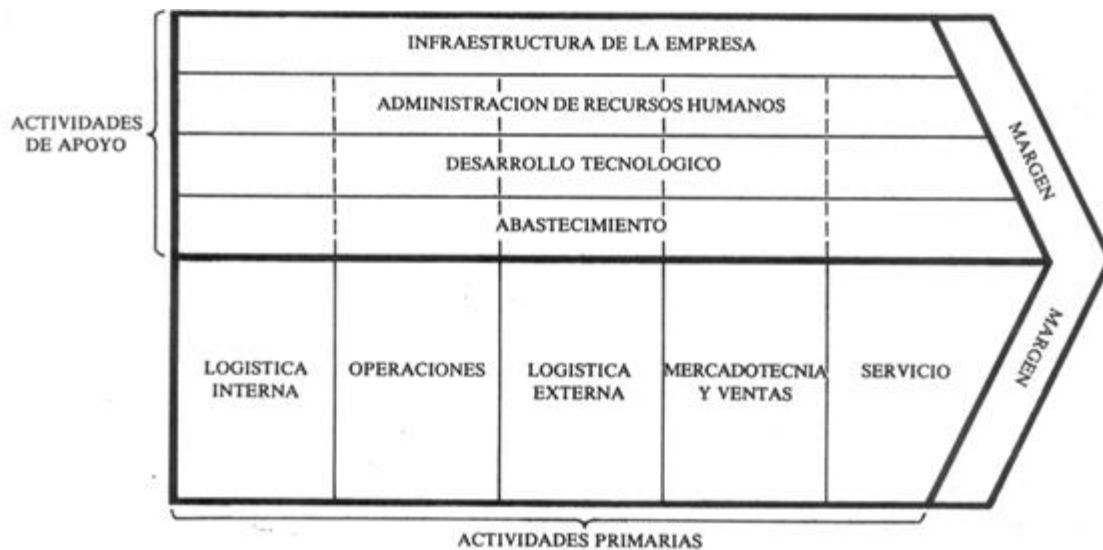 INFRAESTRUCTURA DE LA EMPRESA
ADMINISTRACION DE RECURSOS HUMANOS
ACTIVIDADES
DE APOYO
DESARROLLO TECNOLOGICO
ABASTECIMIENTO
MARGEN
LOGISTICA
INTERNA
OPERACIONES
LOGISTICA
EXTERNA
MERCADOTECNIA
Y VENTAS
SERVICIO
MARGEN
ACTIVIDADES PRIMARIAS